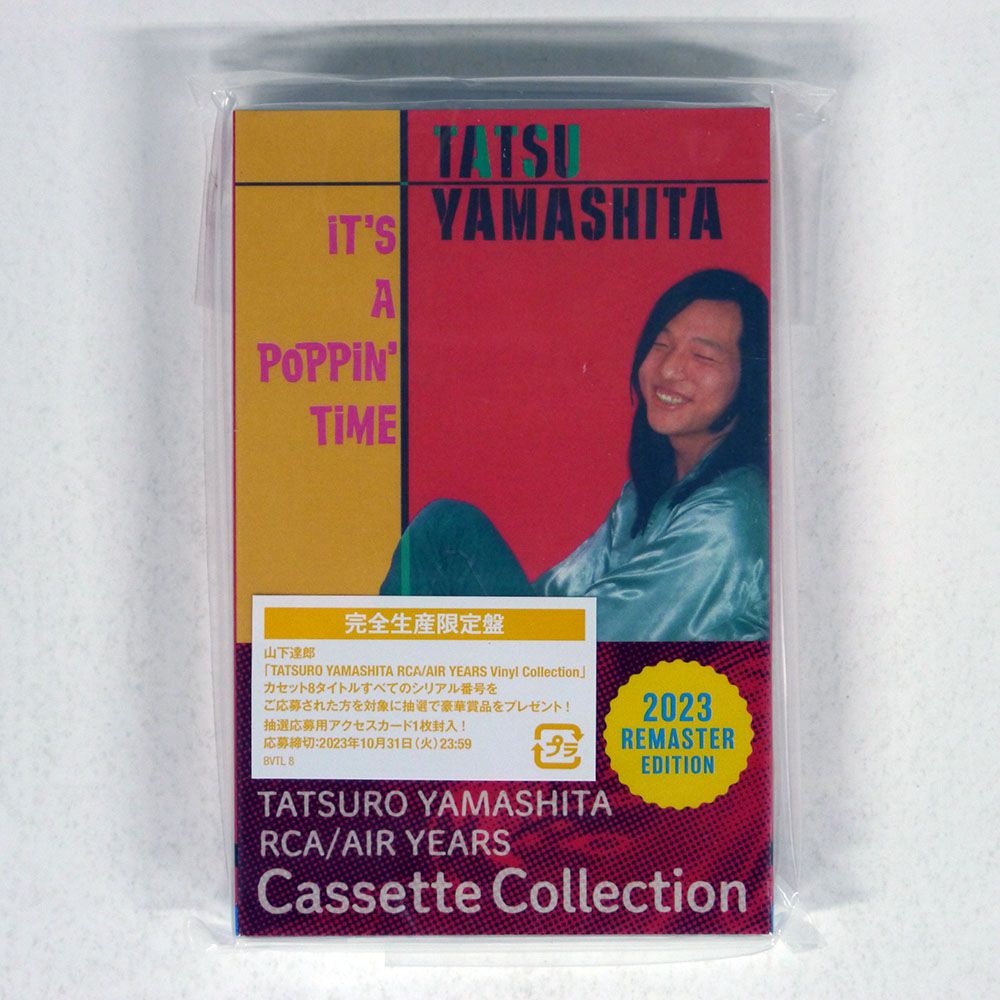 TATSU
YAMASHITA
iT'S
A
POPPiN'
TiME
完全生産限定盤
山下達郎
「TATSURO YAMASHITA RCA/AIR YEARS Vinyl Collection」
カセット8タイトルすべてのシリアル番号を
ご応募された方を対象に抽選で豪華賞品をプレゼント！
抽選応募用アクセスカード1枚封入！
応募締切:2023年10月31日(火)23:59
BVTL 8
プラ
2023
REMASTER
EDITION
TATSURO YAMASHITA
RCA/AIR YEARS
Cassette Collection